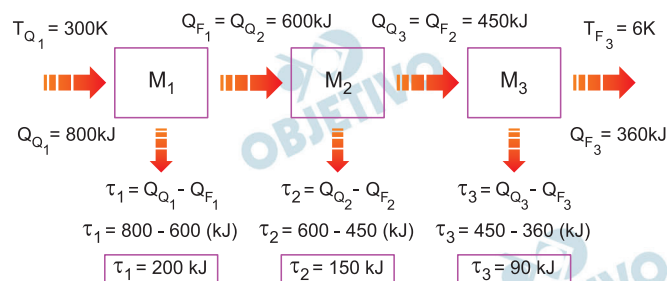 T_Q₁ = 300K
Q_F₁ = Q_Q₂ = 600kJ
Q_Q₃ = Q_F₂ = 450kJ
T_F₃ = 6K
M₁
M₂
M₃
Q_Q₁ = 800kJ
Q_F₃ = 360kJ
τ₁ = Q_Q₁ - Q_F₁
τ₂ = Q_Q₂ - Q_F₂
τ₃ = Q_Q₃ - Q_F₃
τ₁ = 800 - 600 (kJ)
τ₂ = 600 - 450 (kJ)
τ₃ = 450 - 360 (kJ)
τ₁ = 200 kJ
τ₂ = 150 kJ
τ₃ = 90 kJ
OBJETIVO
OBJETIVO